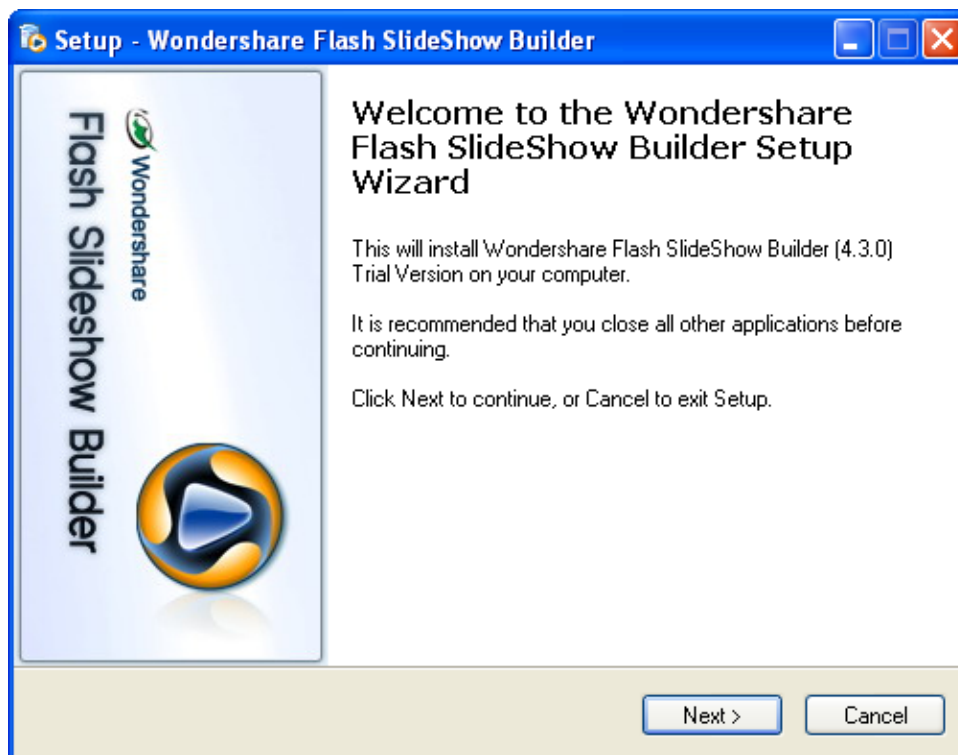 Setup - Wondershare Flash SlideShow Builder
Wondershare
Flash Slideshow Builder
Welcome to the Wondershare
Flash SlideShow Builder Setup
Wizard
This will install Wondershare Flash SlideShow Builder (4.3.0)
Trial Version on your computer.
It is recommended that you close all other applications before
continuing.
Click Next to continue, or Cancel to exit Setup.
Next >
Cancel